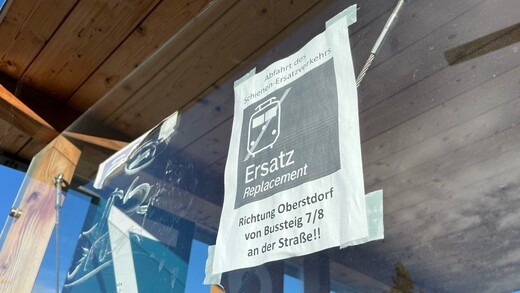 Abfahrt des
Schienen-Ersatzverkehrs
Ersatz
Replacement
Richtung Oberstdorf
von Bussteig 7/8
an der Straße!!